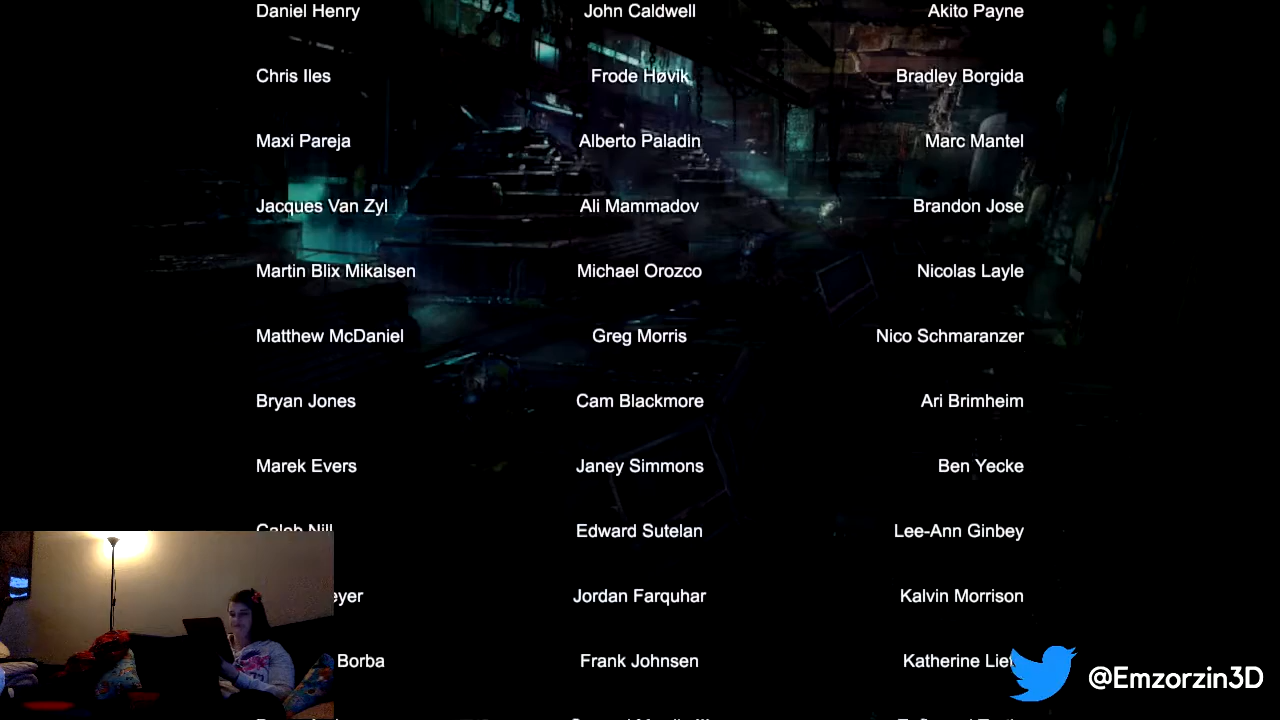 Daniel Henry John Caldwell Akito Payne
Chris Iles Frode Høvik Bradley Borgida
Maxi Pareja Alberto Paladin Marc Mantel
Jacques Van Zyl Ali Mammadov Brandon Jose
Martin Blix Mikalsen Michael Orozco Nicolas Layle
Matthew McDaniel Greg Morris Nico Schmaranzer
Bryan Jones Cam Blackmore Ari Brimheim
Marek Evers Janey Simmons Ben Yecke
Caleb Nill Edward Sutelan Lee-Ann Ginbey
Jordan Farquhar Kalvin Morrison
Borba Frank Johnsen Katherine
@Emzorzin3D